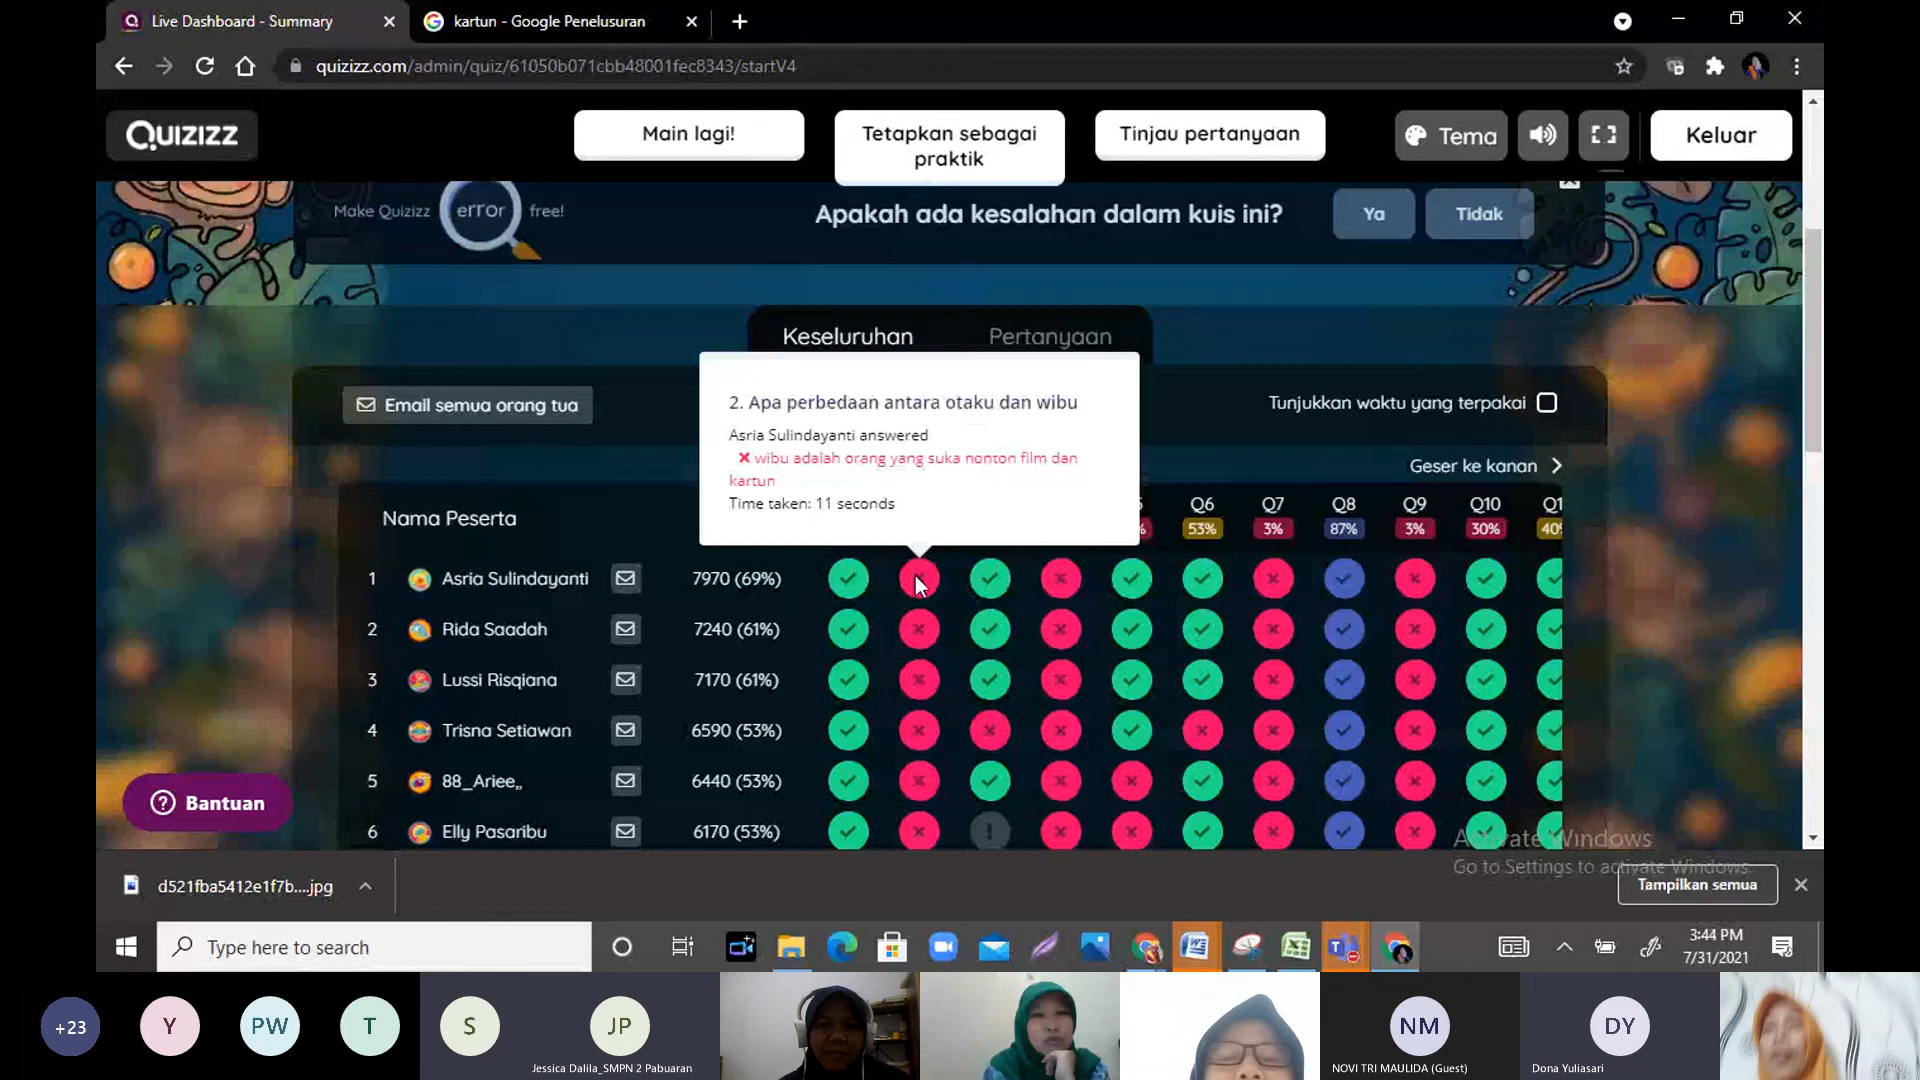 Live Dashboard - Summary
kartun - Google Penelusuran
quizizz.com/admin/quiz/61050b071cbb48001fec8343/startV4
QUIZIZZ
Main lagi!
Tetapkan sebagai
praktik
Tinjau pertanyaan
Tema
Keluar
Make Quizizz error free!
Apakah ada kesalahan dalam kuis ini?
Ya
Tidak
Keseluruhan
Pertanyaan
Email semua orang tua
2. Apa perbedaan antara otaku dan wibu
Asria Sulindayanti answered
wibu adalah orang yang suka nonton film dan
kartun
Time taken: 11 seconds
Tunjukkan waktu yang terpakai
Geser ke kanan
Nama Peserta
Q6 Q7 Q8 Q9 Q10
53% 3% 87% 3% 30%
1 Asria Sulindayanti 7970 (69%)
2 Rida Saadah 7240 (61%)
3 Lussi Risqiana 7170 (61%)
4 Trisna Setiawan 6590 (53%)
5 88_Ariee,, 6440 (53%)
6 Elly Pasaribu 6170 (53%)
Bantuan
Activate Windows
Go to Settings to activate Windows.
d521fba5412e1f7b....jpg
Tampilkan semua
Type here to search
3:44 PM
7/31/2021
+23
Y
PW
T
S
JP
Jessica Dalila_SMPN 2 Pabuaran
NM
NOVI TRI MAULIDA (Guest)
DY
Dona Yuliasari